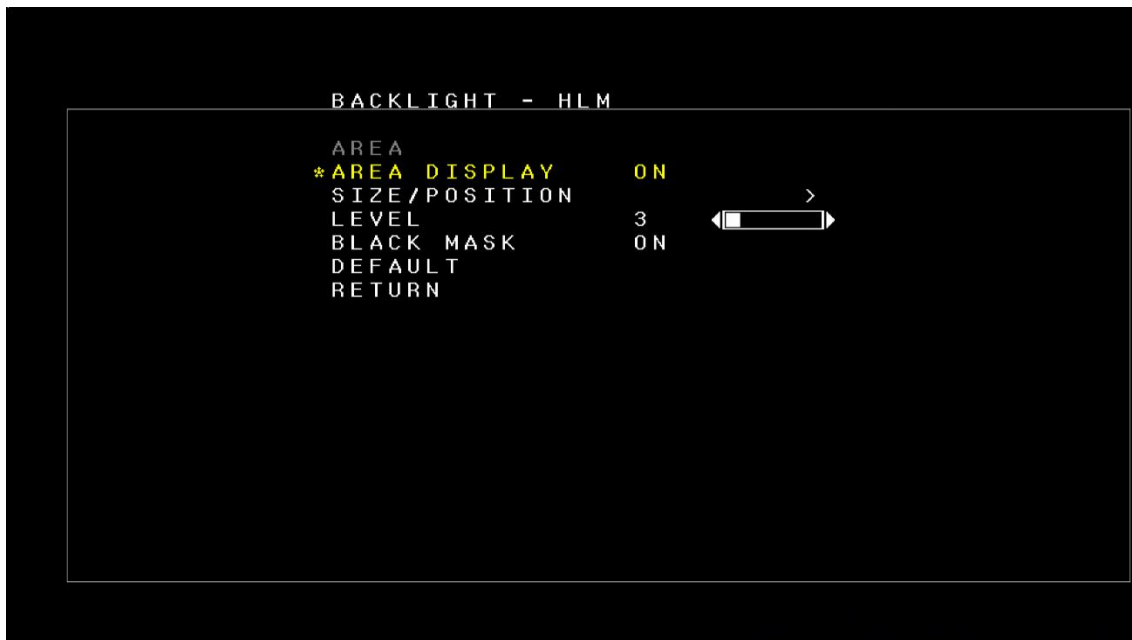 BACKLIGHT - HLM
AREA
*AREA DISPLAY ON
SIZE/POSITION >
LEVEL 3
BLACK MASK ON
DEFAULT
RETURN